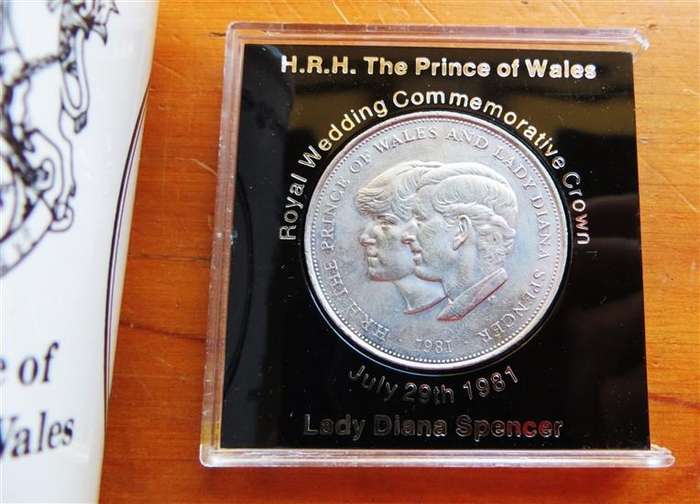 H.R.H. The Prince of Wales
Royal Wedding Commemorative Crown
H.R.H. THE PRINCE OF WALES AND LADY DIANA SPENCER
1981
July 29th 1981
Lady Diana Spencer
e of
Wales